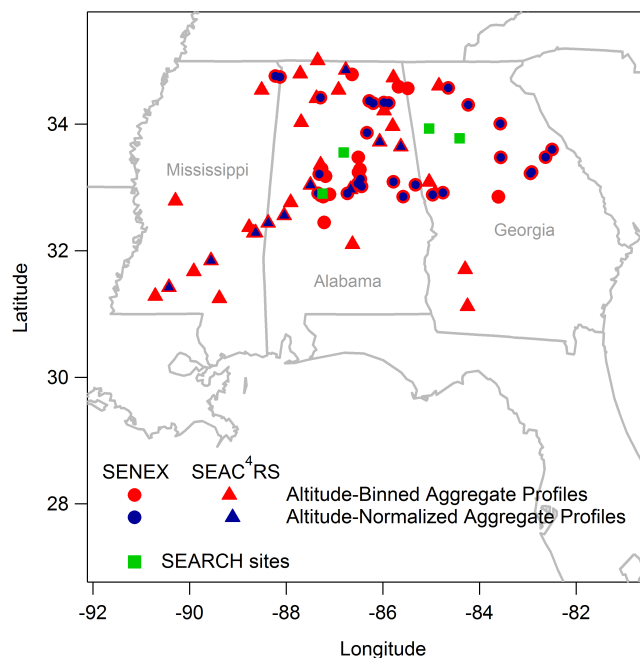 34
Mississippi
Georgia
32
Alabama
Latitude
30
SENEX SEAC⁴RS
Altitude-Binned Aggregate Profiles
Altitude-Normalized Aggregate Profiles
28
SEARCH sites
-92 -90 -88 -86 -84 -82
Longitude